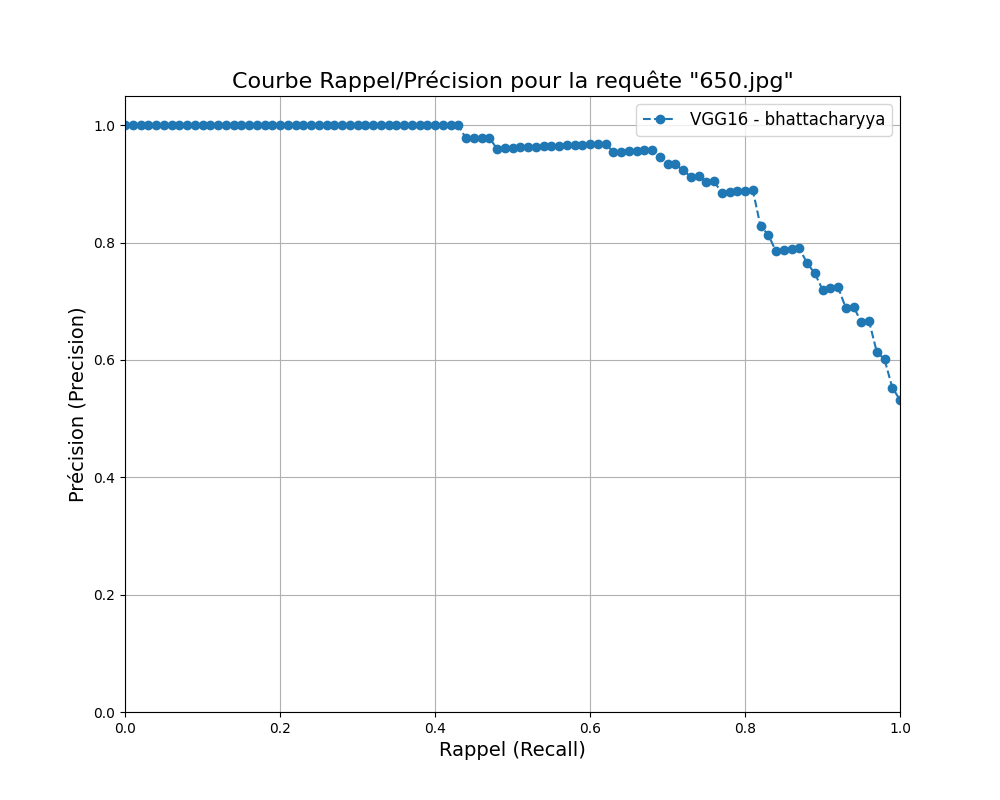 Courbe Rappel/Précision pour la requête "650.jpg"
VGG16 - bhattacharyya
Précision (Precision)
1.0
0.8
0.6
0.4
0.2
0.0
0.0 0.2 0.4 0.6 0.8 1.0
Rappel (Recall)